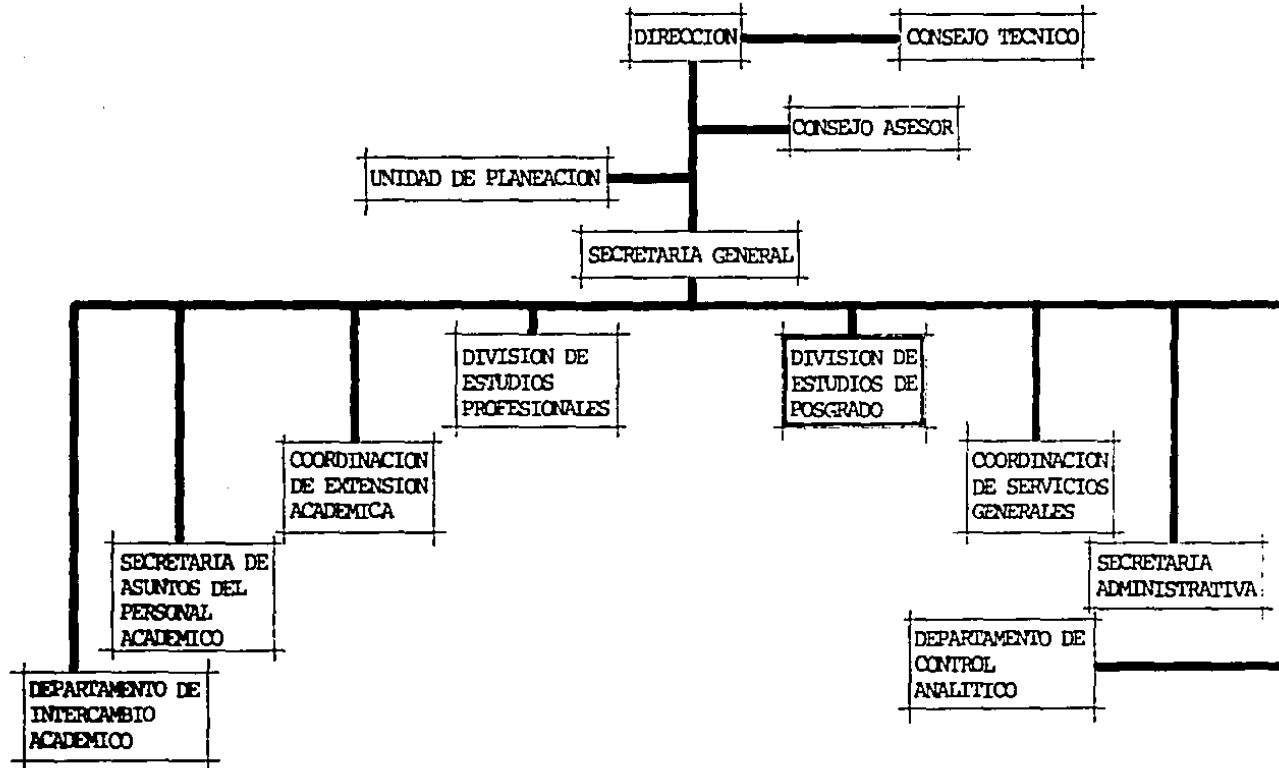 DIRECCION
CONSEJO TECNICO
CONSEJO ASESOR
UNIDAD DE PLANEACION
SECRETARIA GENERAL
DIVISION DE
ESTUDIOS
PROFESIONALES
DIVISION DE
ESTUDIOS DE
POSGRADO
COORDINACION
DE EXTENSION
ACADEMICA
COORDINACION
DE SERVICIOS
GENERALES
SECRETARIA DE
ASUNTOS DEL
PERSONAL
ACADEMICO
SECRETARIA
ADMINISTRATIVA
DEPARTAMENTO DE
CONTROL
ANALITICO
DEPARTAMENTO DE
INTERCAMBIO
ACADEMICO